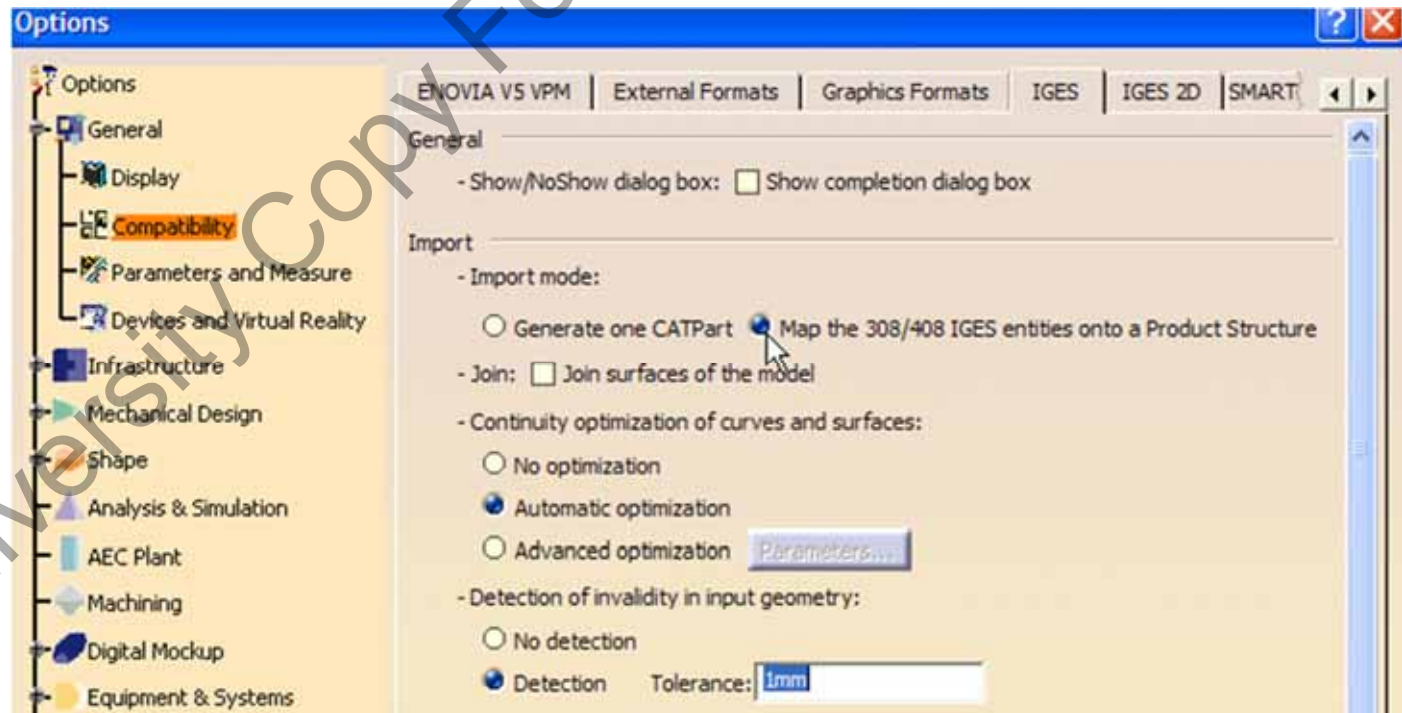 Options
Options
General
Display
Compatibility
Parameters and Measure
Devices and Virtual Reality
Infrastructure
Mechanical Design
Shape
Analysis & Simulation
AEC Plant
Machining
Digital Mockup
Equipment & Systems
ENOVIA V5 VPM External Formats Graphics Formats IGES IGES 2D SMART
General
- Show/NoShow dialog box: Show completion dialog box
Import
- Import mode:
Generate one CATPart Map the 308/408 IGES entities onto a Product Structure
- Join: Join surfaces of the model
- Continuity optimization of curves and surfaces:
No optimization
Automatic optimization
Advanced optimization Parameters...
- Detection of invalidity in input geometry:
No detection
Detection Tolerance: 1mm
Copy